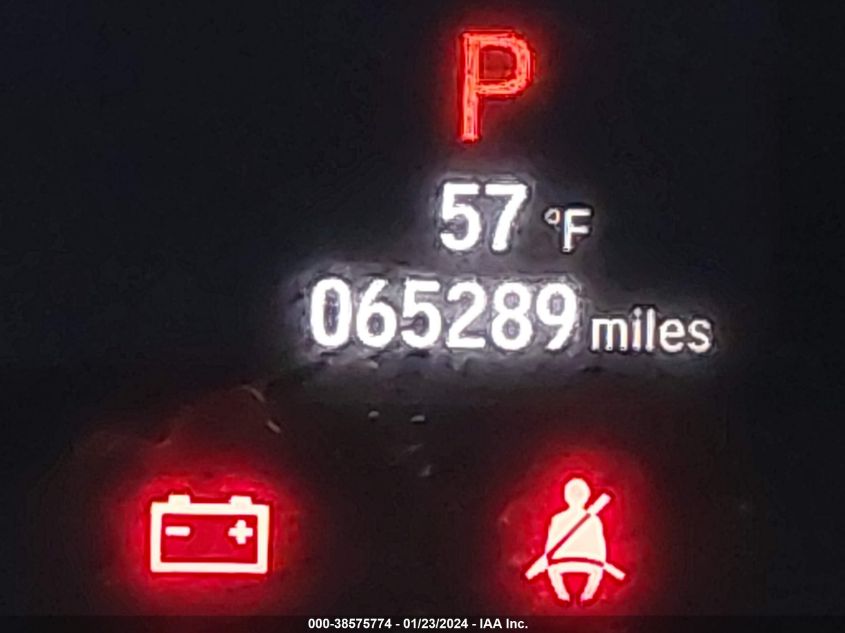 P
57 °F
065289 miles
000-38575774 - 01/23/2024 - IAA Inc.